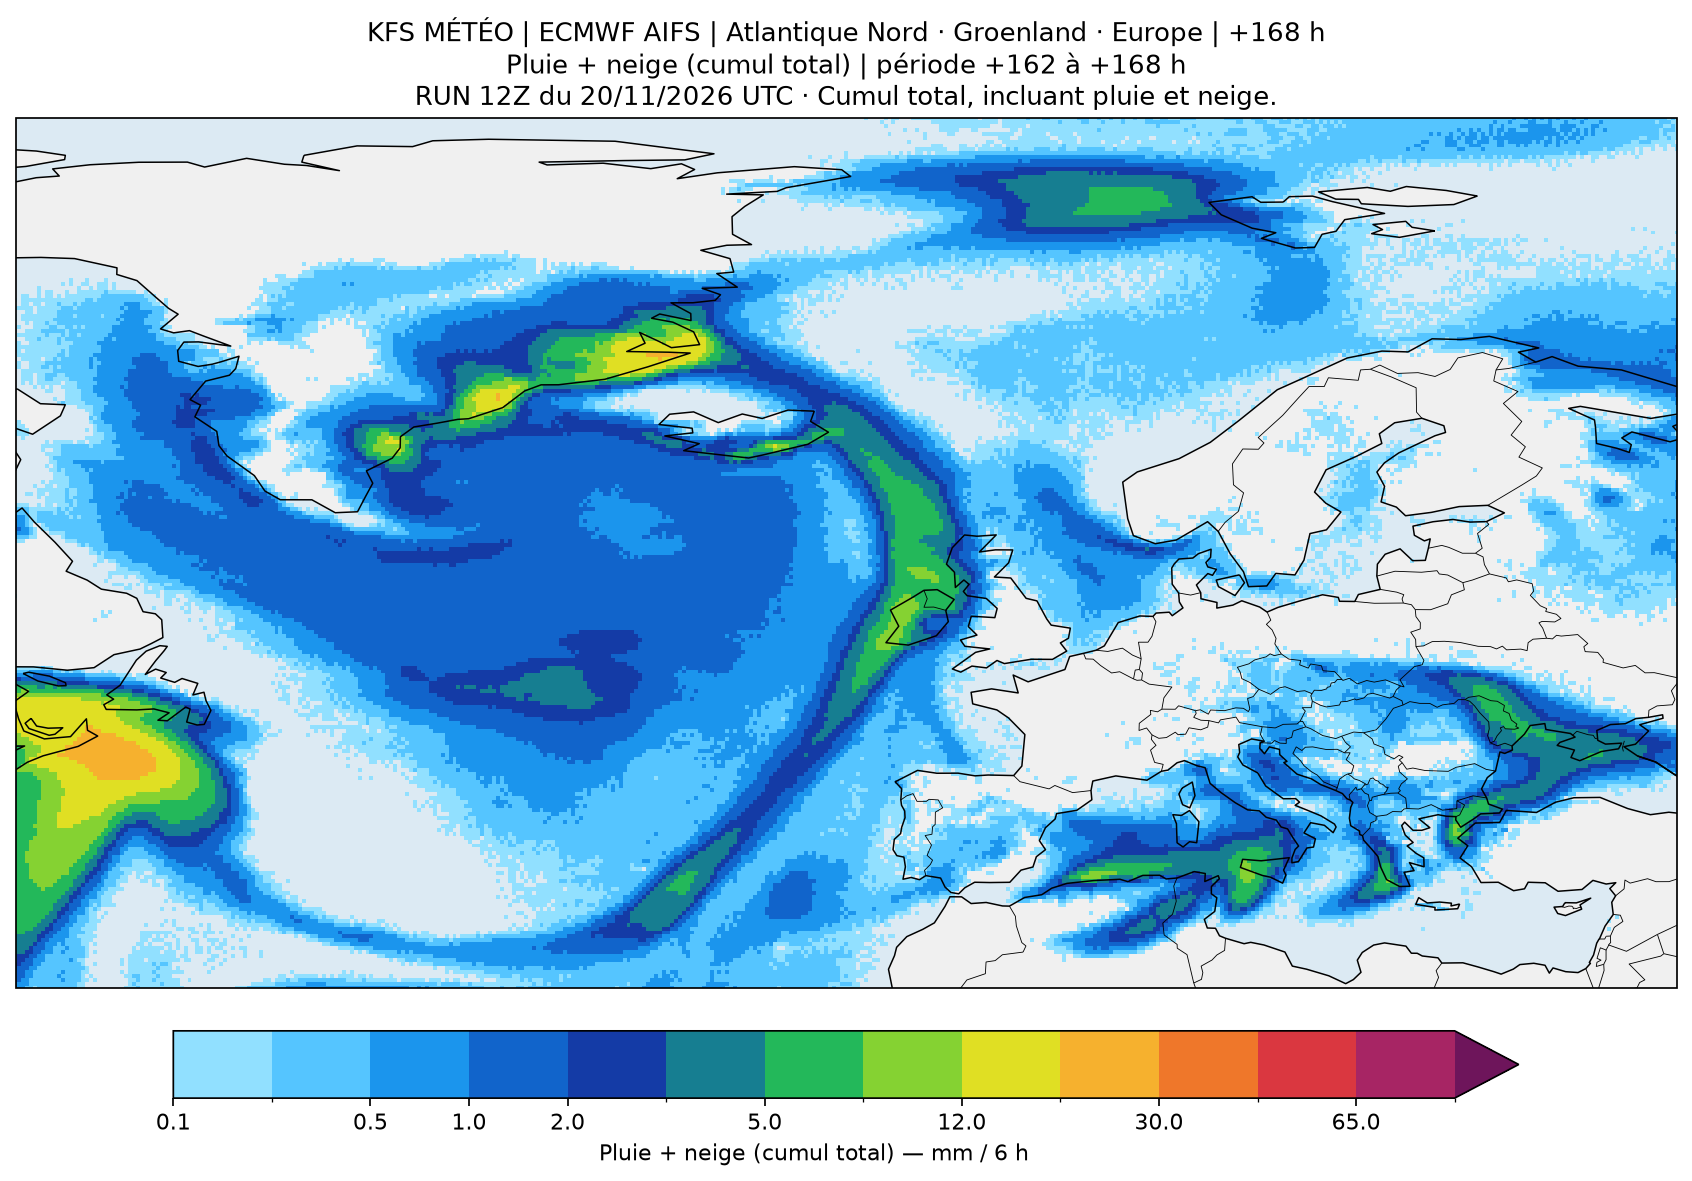 KFS MÉTÉO | ECMWF AIFS | Atlantique Nord · Groenland · Europe | +168 h
Pluie + neige (cumul total) | période +162 à +168 h
RUN 12Z du 20/11/2026 UTC · Cumul total, incluant pluie et neige.
0.1 0.5 1.0 2.0 5.0 12.0 30.0 65.0
Pluie + neige (cumul total) — mm / 6 h